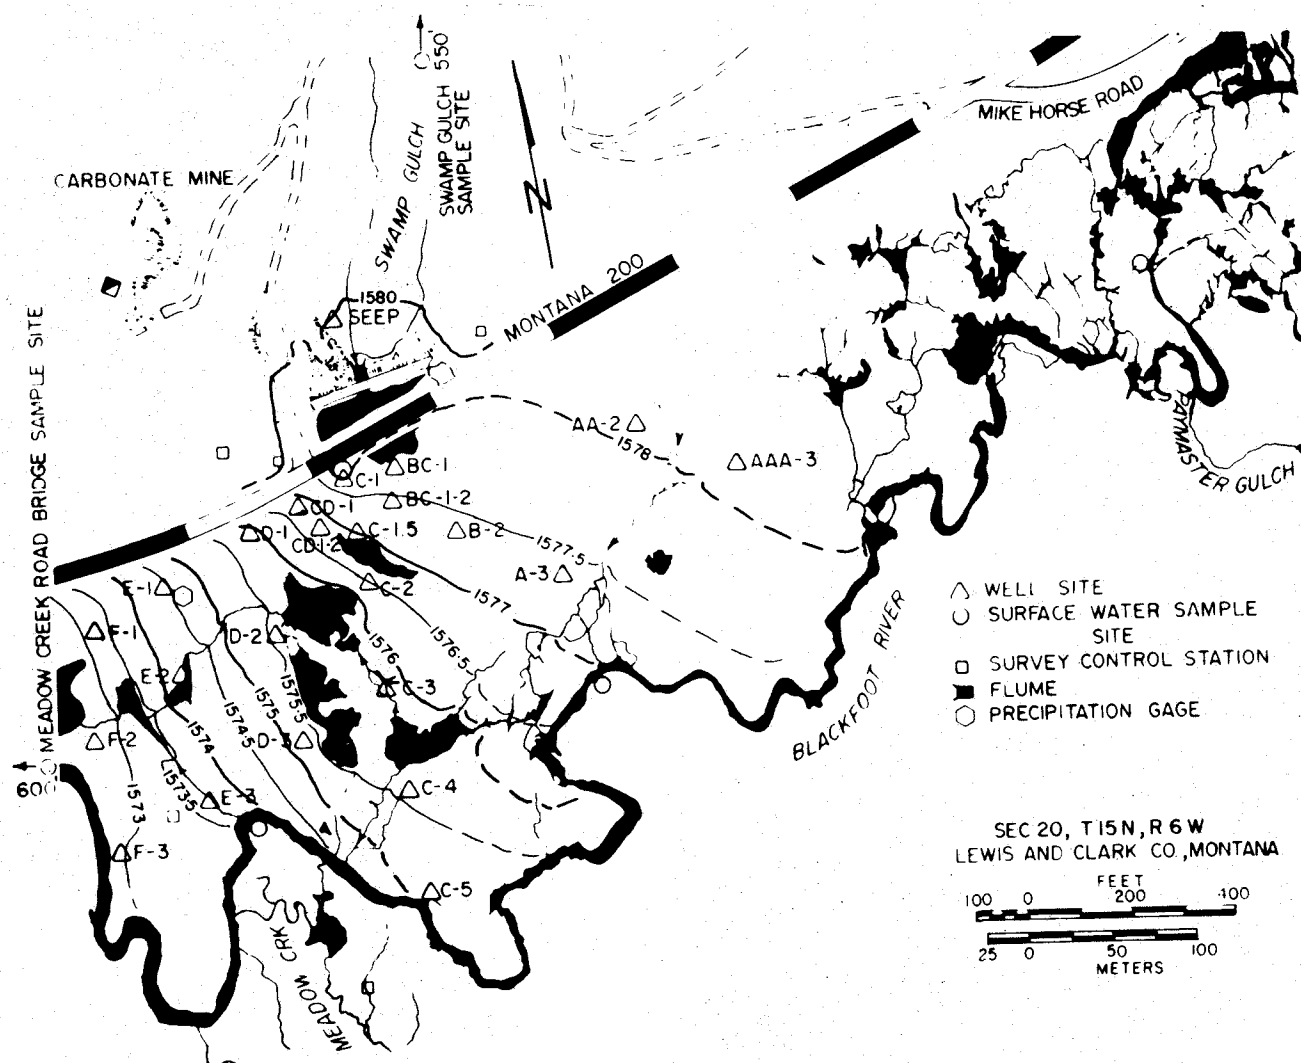 550'
SWAMP GULCH
SAMPLE SITE
SWAMP GULCH
MIKE HORSE ROAD
CARBONATE MINE
N
MONTANA 200
1580
SEEP
MEADOW CREEK ROAD BRIDGE SAMPLE SITE
600'
AA-2
1578
AAA-3
PAYMASTER GULCH
BC-1
C-1
BC-1-2
CD-1
D-1
CD1-2
C-1.5
B-2
1577.5
A-3
E-1
C-2
1577
F-1
D-2
1576.5
1576
E-2
C-3
1575.5
1575
1574.5
1574
D-3
F-2
C-4
1573.5
E-3
1573
F-3
C-5
BLACKFOOT RIVER
MEADOW CRK
WELL SITE
SURFACE WATER SAMPLE
SITE
SURVEY CONTROL STATION
FLUME
PRECIPITATION GAGE
SEC 20, T15N, R6W
LEWIS AND CLARK CO., MONTANA
FEET
100 0 200 400
25 0 50 100
METERS